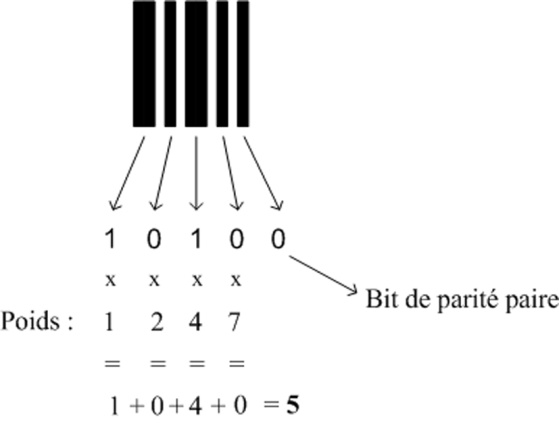 1 0 1 0 0
x x x x
Bit de parité paire
Poids : 1 2 4 7
= = = =
1 + 0 + 4 + 0 = 5